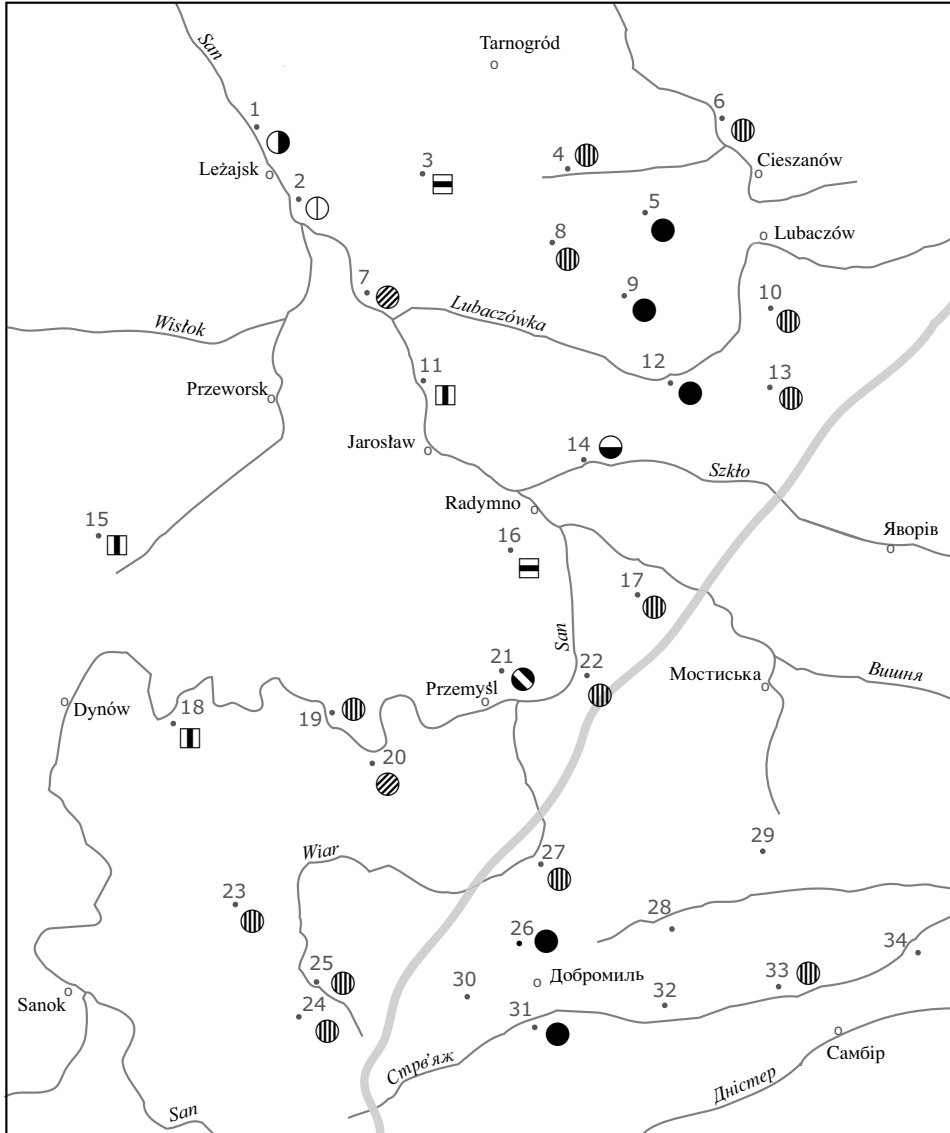 San
Tarnogród
1
6
3
4
Cieszanów
Leżajsk
2
5
8
Lubaczów
7
9
10
Lubaczówka
Wisłok
11
12
13
Przeworsk
Jarosław
14
Szkło
Radymno
15
16
Яворів
17
San
21
22
Przemyśl
Мостиська
Вишня
Dynów
18
19
20
29
Wiar
27
23
28
26
34
25
30
Добромиль
33
Sanok
24
31
32
Самбір
Стрв'яж
Дністер
San